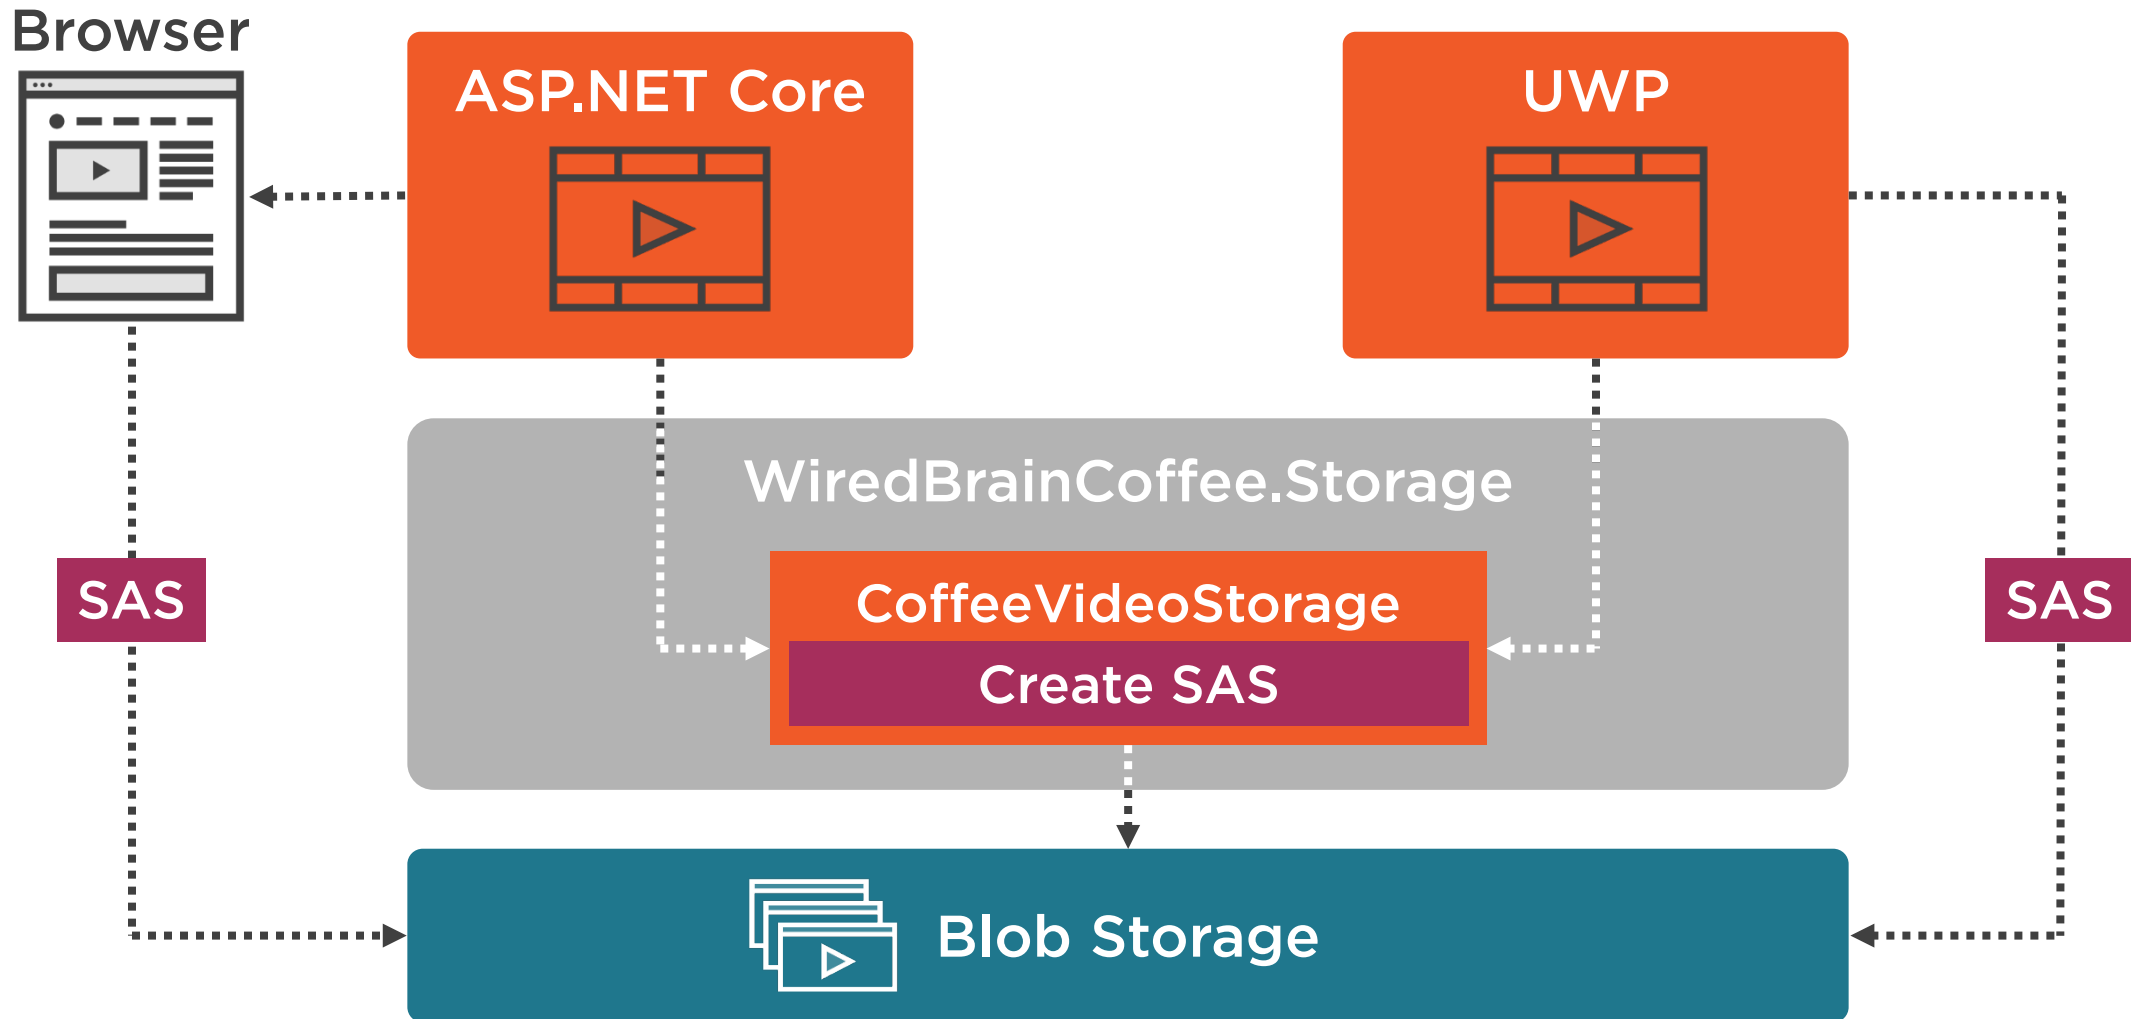 Browser
ASP.NET Core
UWP
WiredBrainCoffee.Storage
CoffeeVideoStorage
Create SAS
SAS
SAS
Blob Storage